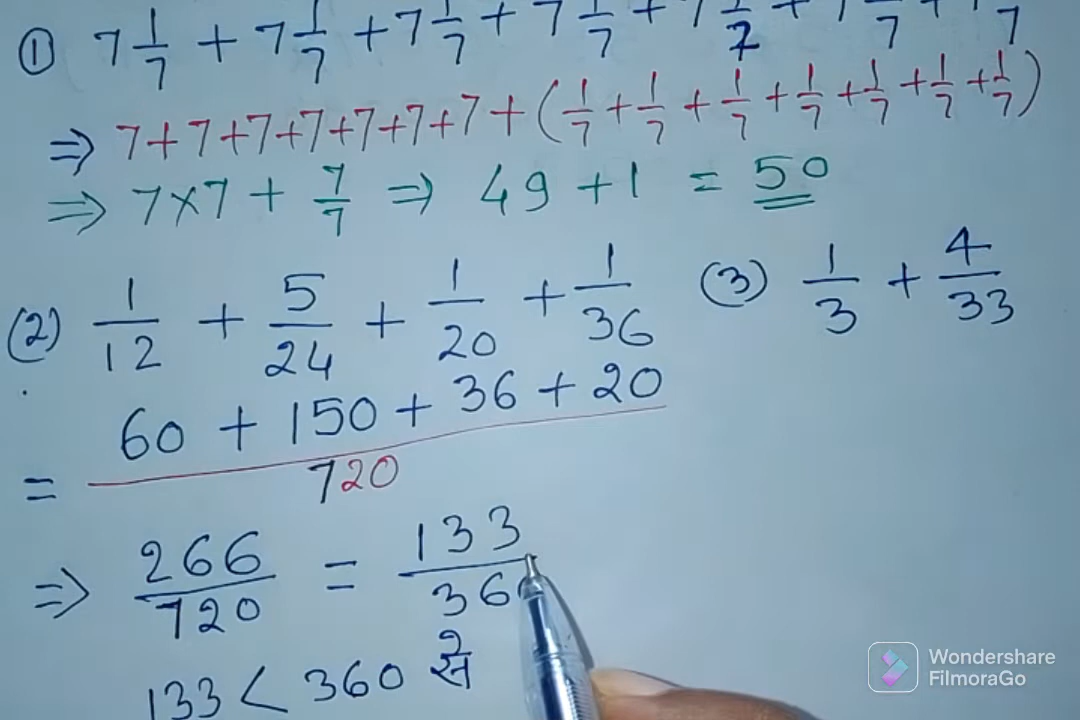 ① 7 1/7 + 7 1/7 + 7 1/7 + 7 1/7 + 7 1/7 + 7 1/7 + 7 1/7
⇒ 7+7+7+7+7+7+7+(1/7+1/7+1/7+1/7+1/7+1/7+1/7)
⇒ 7×7 + 7/7 ⇒ 49 + 1 = 50
(2) 1/12 + 5/24 + 1/20 + 1/36
(3) 1/3 + 4/33
= 60 + 150 + 36 + 20 / 720
⇒ 266/720 = 133/36
133 < 360 से
Wondershare
FilmoraGo